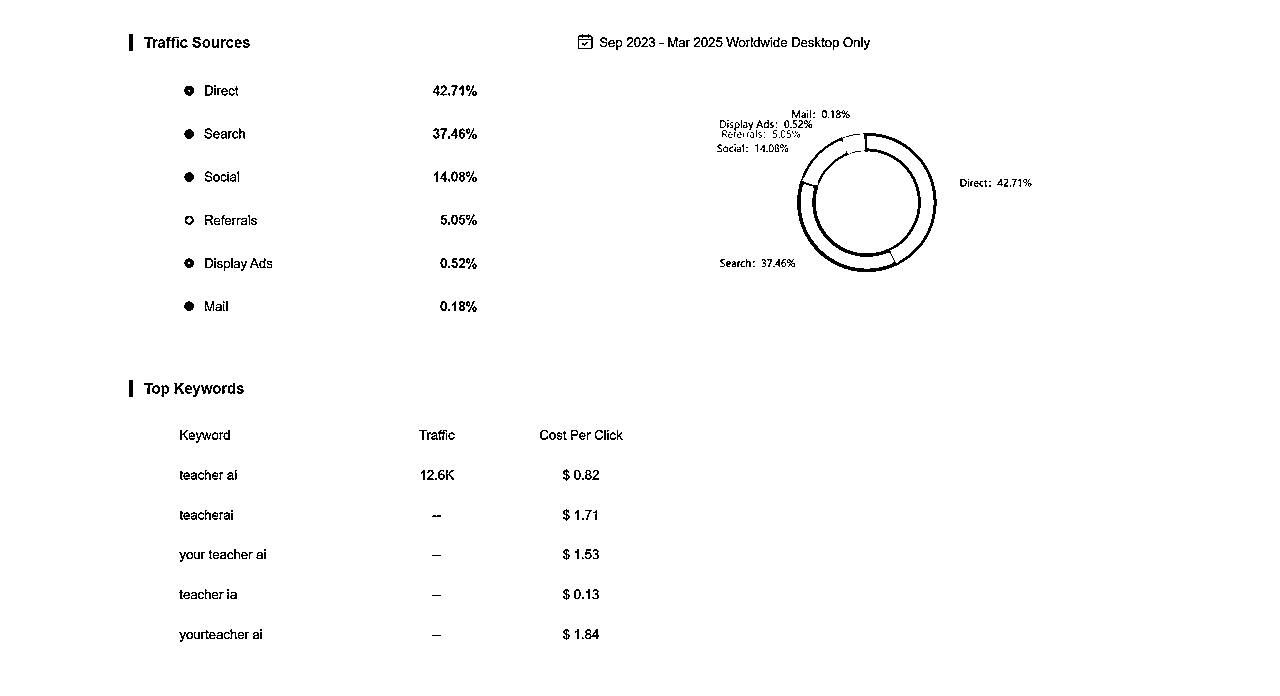 Traffic Sources
Sep 2023 - Mar 2025 Worldwide Desktop Only
Direct 42.71%
Search 37.46%
Social 14.08%
Referrals 5.05%
Display Ads 0.52%
Mail 0.18%
Mail: 0.18%
Display Ads: 0.52%
Referrals: 5.05%
Social: 14.08%
Direct: 42.71%
Search: 37.46%
Top Keywords
Keyword Traffic Cost Per Click
teacher ai 12.6K $ 0.82
teacherai -- $ 1.71
your teacher ai -- $ 1.53
teacher ia -- $ 0.13
yourteacher ai -- $ 1.84